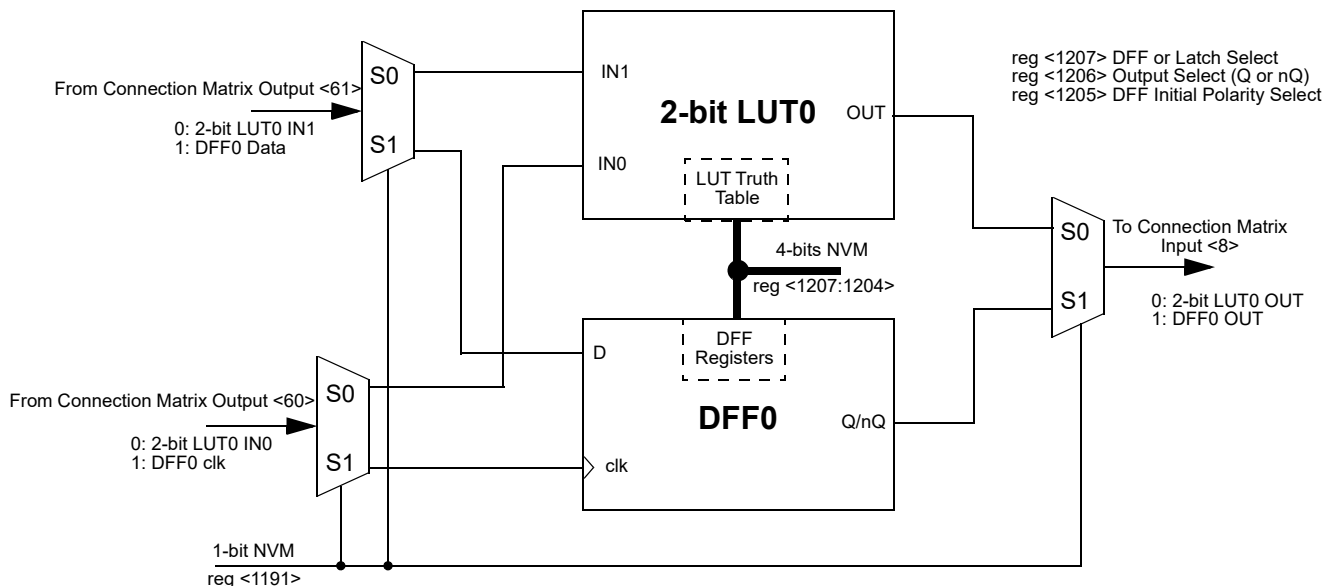 reg <1207> DFF or Latch Select
reg <1206> Output Select (Q or nQ)
reg <1205> DFF Initial Polarity Select
From Connection Matrix Output <61>
0: 2-bit LUT0 IN1
1: DFF0 Data
S0
S1
IN1
IN0
2-bit LUT0
OUT
LUT Truth
Table
4-bits NVM
reg <1207:1204>
S0
S1
To Connection Matrix
Input <8>
0: 2-bit LUT0 OUT
1: DFF0 OUT
From Connection Matrix Output <60>
0: 2-bit LUT0 IN0
1: DFF0 clk
S0
S1
D
clk
DFF
Registers
DFF0
Q/nQ
1-bit NVM
reg <1191>